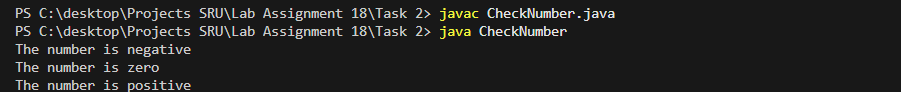 PS C:\desktop\Projects SRU\Lab Assignment 18\Task 2> javac CheckNumber.java
PS C:\desktop\Projects SRU\Lab Assignment 18\Task 2> java CheckNumber
The number is negative
The number is zero
The number is positive